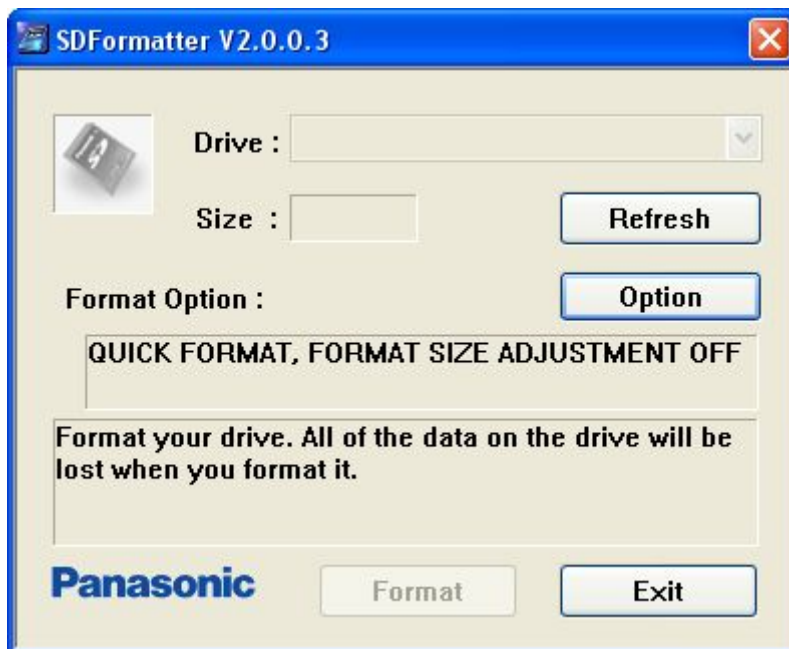 SDFormatter V2.0.0.3
Drive :
Size :
Refresh
Format Option :
Option
QUICK FORMAT, FORMAT SIZE ADJUSTMENT OFF
Format your drive. All of the data on the drive will be
lost when you format it.
Panasonic
Format
Exit